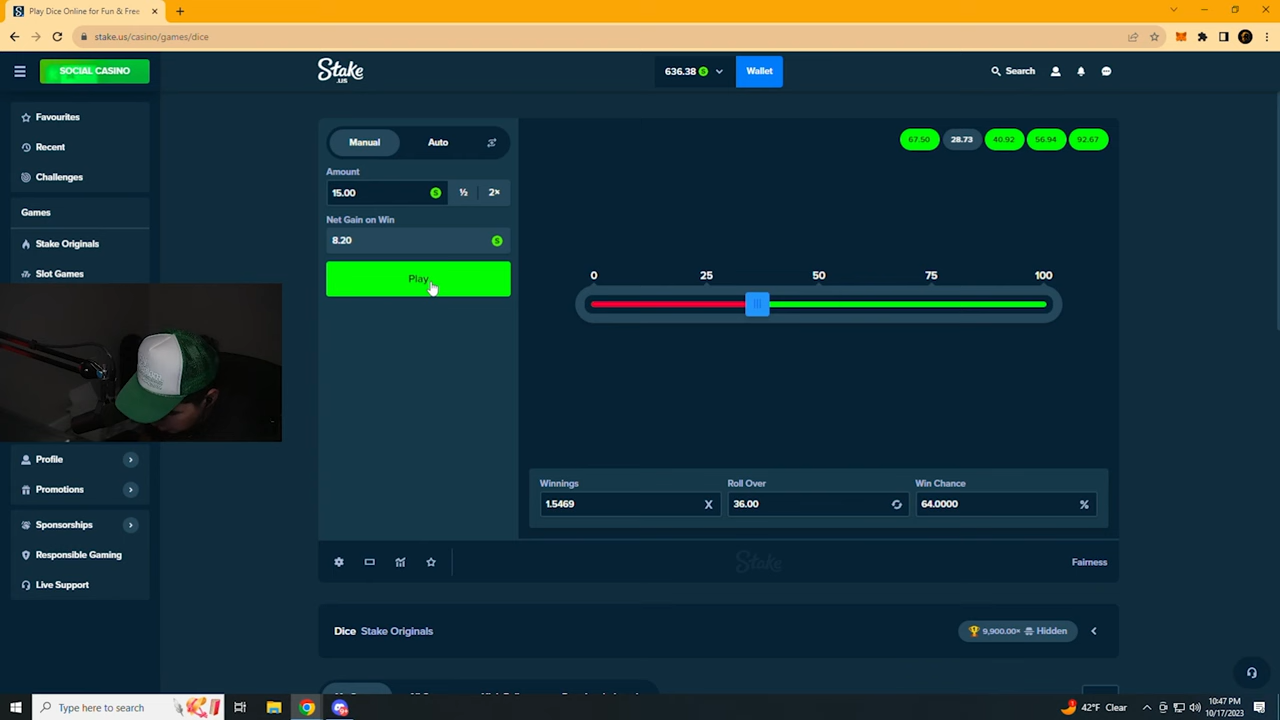 Play Dice Online for Fun & Free
stake.us/casino/games/dice
SOCIAL CASINO
Stake
.US
636.38
Wallet
Search
Favourites
Recent
Challenges
Games
Stake Originals
Slot Games
Profile
Promotions
Sponsorships
Responsible Gaming
Live Support
Manual
Auto
Amount
15.00
½
2×
Net Gain on Win
8.20
Play
67.50
28.73
40.92
56.94
92.67
0
25
50
75
100
Winnings
Roll Over
Win Chance
1.5469
X
36.00
64.0000
%
Stake
Fairness
Dice Stake Originals
9,900.00×
Hidden
Type here to search
42°F Clear
10:47 PM
10/17/2023